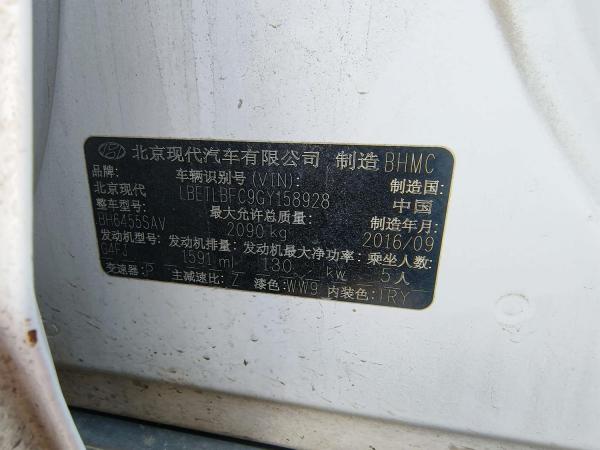 北京现代汽车有限公司 制造 BHMC
品牌: 车辆识别号 (VIN): 制造国:
北京现代 LBETLBFC9GY158928 中国
整车型号: 最大允许总质量: 制造年月:
BH6455SAV 2090 kg 2016/09
发动机型号: 发动机排量: 发动机最大净功率: 乘坐人数:
G4FJ 1591 ml 130 kw 5人
变速器:P 主减速比: Z 漆色:WW9 内装色:TRY